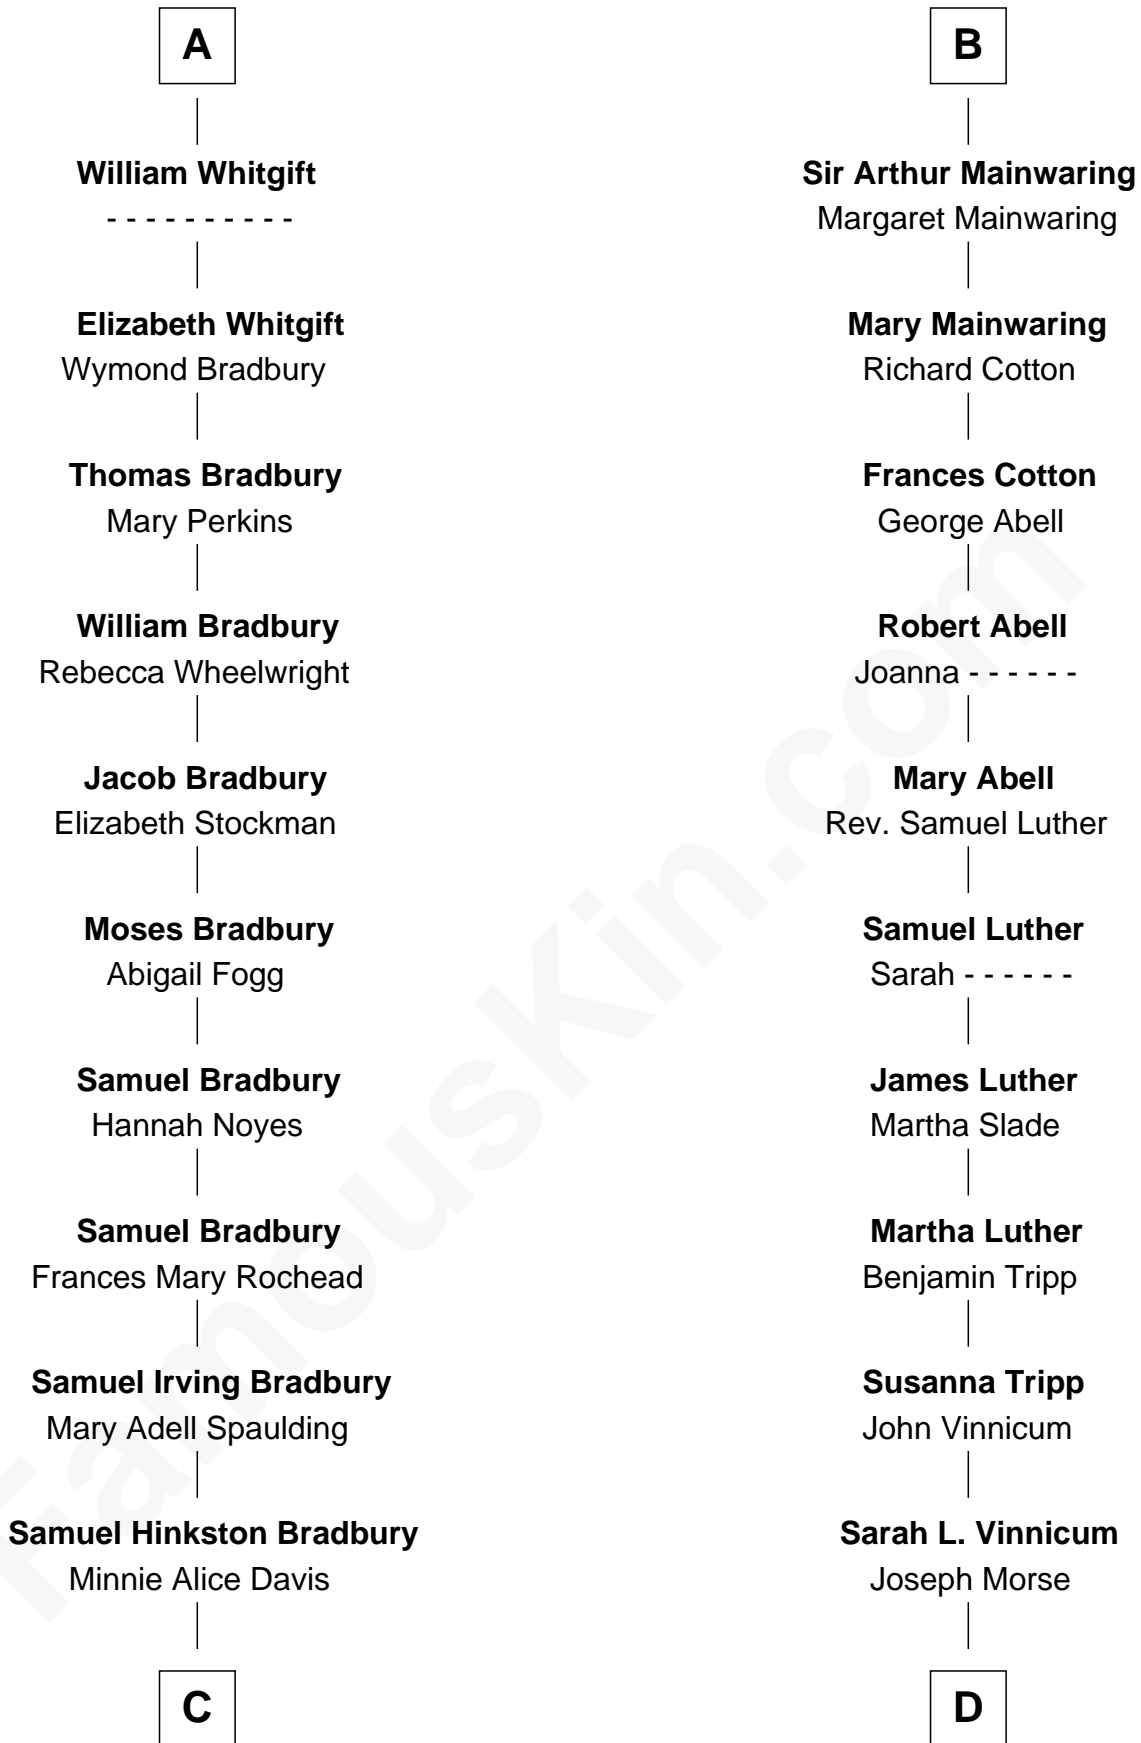 A
William Whitgift
- - - - - - - - - -
Elizabeth Whitgift
Wymond Bradbury
Thomas Bradbury
Mary Perkins
William Bradbury
Rebecca Wheelwright
Jacob Bradbury
Elizabeth Stockman
Moses Bradbury
Abigail Fogg
Samuel Bradbury
Hannah Noyes
Samuel Bradbury
Frances Mary Rochead
Samuel Irving Bradbury
Mary Adell Spaulding
Samuel Hinkston Bradbury
Minnie Alice Davis
C
B
Sir Arthur Mainwaring
Margaret Mainwaring
Mary Mainwaring
Richard Cotton
Frances Cotton
George Abell
Robert Abell
Joanna - - - - - -
Mary Abell
Rev. Samuel Luther
Samuel Luther
Sarah - - - - - -
James Luther
Martha Slade
Martha Luther
Benjamin Tripp
Susanna Tripp
John Vinnicum
Sarah L. Vinnicum
Joseph Morse
D
FamousKin.com